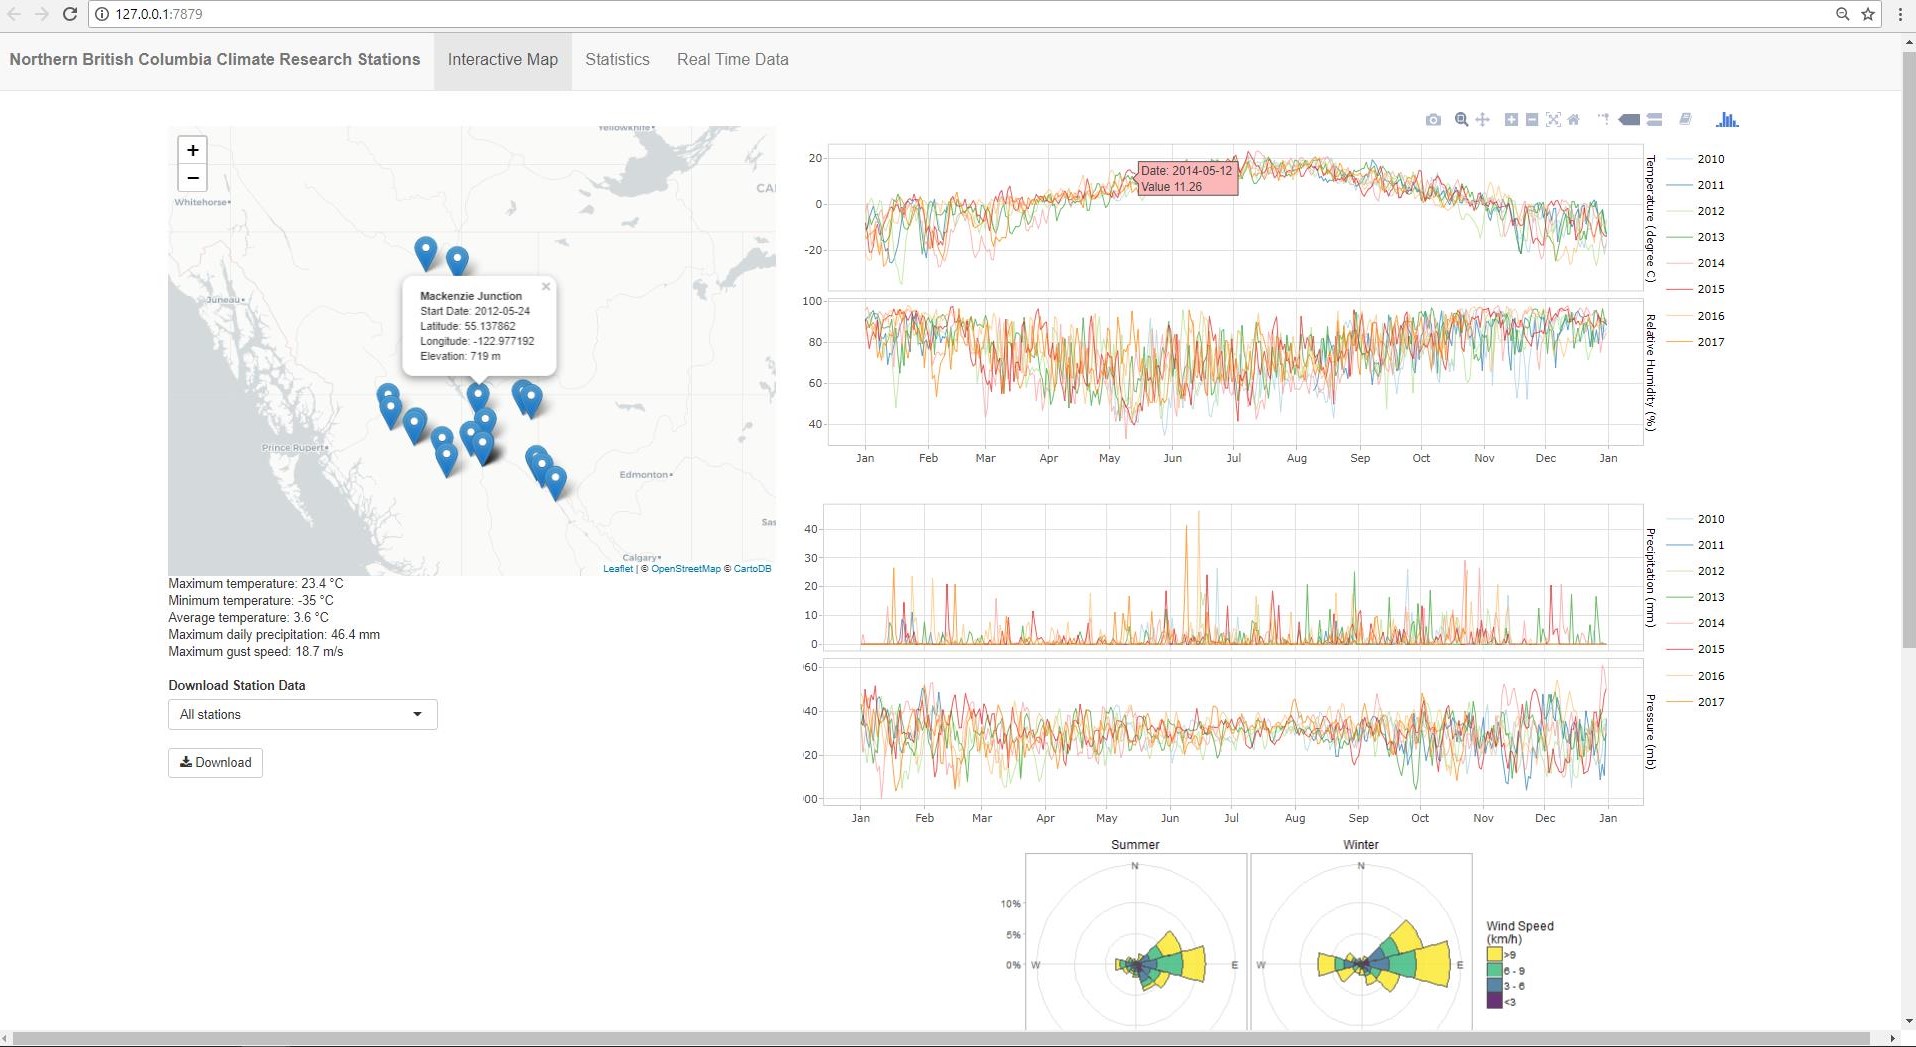 127.0.0.1:7879
Northern British Columbia Climate Research Stations
Interactive Map
Statistics
Real Time Data
+
−
Yellowknife
Whitehorse
CA
Juneau
Mackenzie Junction
Start Date: 2012-05-24
Latitude: 55.137862
Longitude: -122.977192
Elevation: 719 m
×
Prince Rupert
Edmonton
Sas
Calgary
Leaflet | © OpenStreetMap © CartoDB
Maximum temperature: 23.4 °C
Minimum temperature: -35 °C
Average temperature: 3.6 °C
Maximum daily precipitation: 46.4 mm
Maximum gust speed: 18.7 m/s
Download Station Data
All stations
Download
20
0
-20
Date: 2014-05-12
Value 11.26
Temperature (degree C)
100
80
60
40
Relative Humidity (%)
Jan Feb Mar Apr May Jun Jul Aug Sep Oct Nov Dec Jan
2010
2011
2012
2013
2014
2015
2016
2017
40
30
20
10
0
Precipitation (mm)
60
40
20
00
Pressure (mb)
Jan Feb Mar Apr May Jun Jul Aug Sep Oct Nov Dec Jan
2010
2011
2012
2013
2014
2015
2016
2017
Summer
Winter
N
N
10%
5%
0%
W
E
W
E
Wind Speed
(km/h)
>9
6 - 9
3 - 6
<3